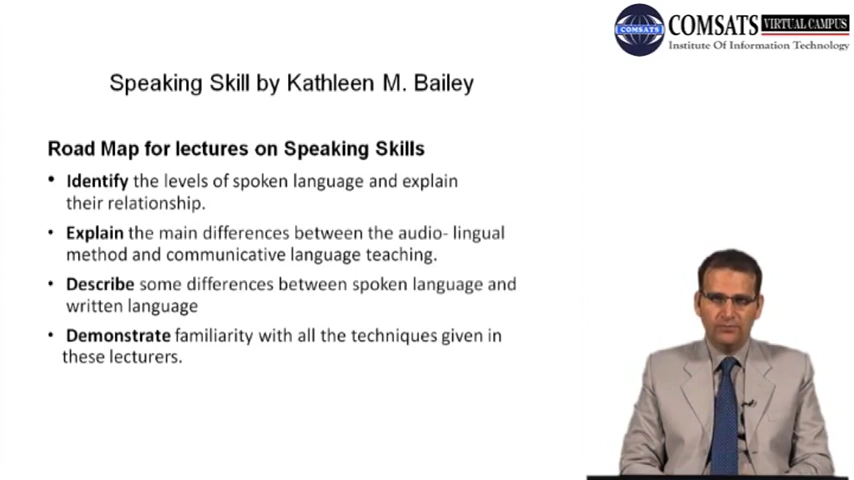 COMSATS
COMSATS VIRTUAL CAMPUS
Institute Of Information Technology
Speaking Skill by Kathleen M. Bailey
Road Map for lectures on Speaking Skills
• Identify the levels of spoken language and explain
their relationship.
• Explain the main differences between the audio- lingual
method and communicative language teaching.
• Describe some differences between spoken language and
written language
• Demonstrate familiarity with all the techniques given in
these lecturers.